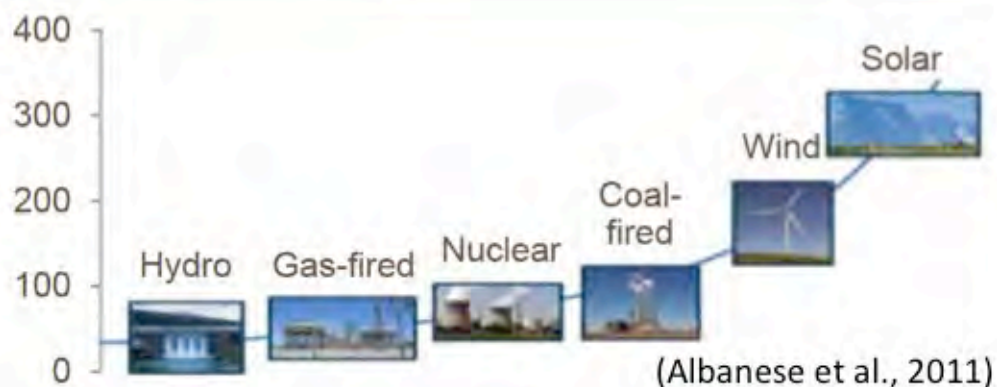 400
300
200
100
0
Hydro
Gas-fired
Nuclear
Coal-
fired
Wind
Solar
(Albanese et al., 2011)